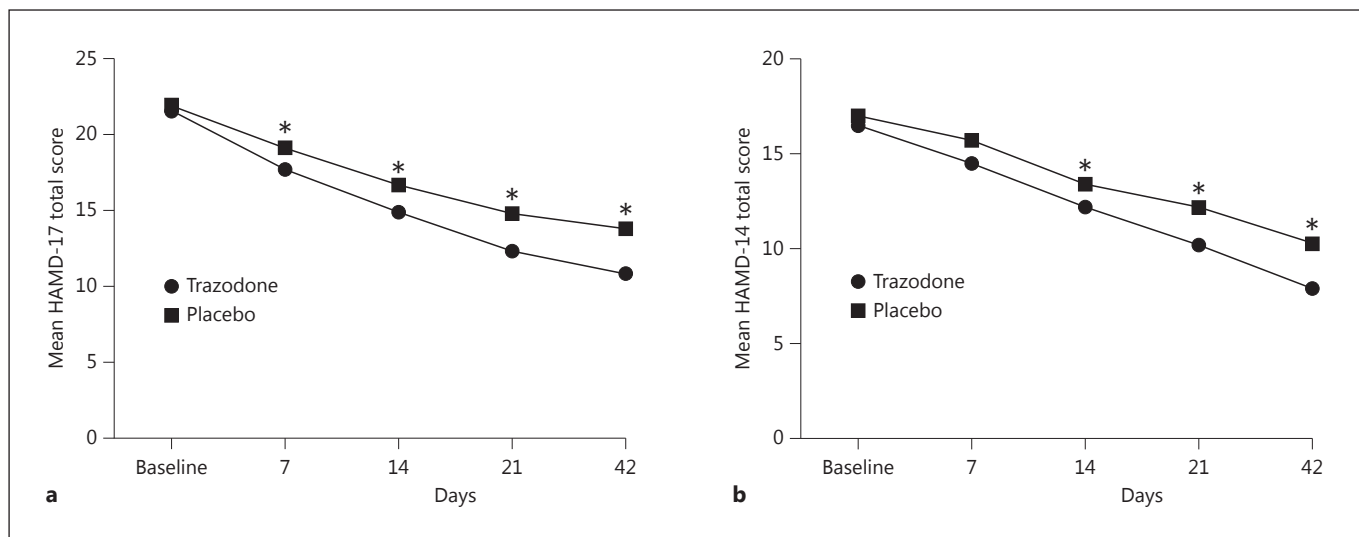 25
20
15
10
5
0
Mean HAMD-17 total score
*
*
*
*
Trazodone
Placebo
Baseline
7
14
21
42
Days
a
20
15
10
5
0
Mean HAMD-14 total score
*
*
*
Trazodone
Placebo
Baseline
7
14
21
42
Days
b